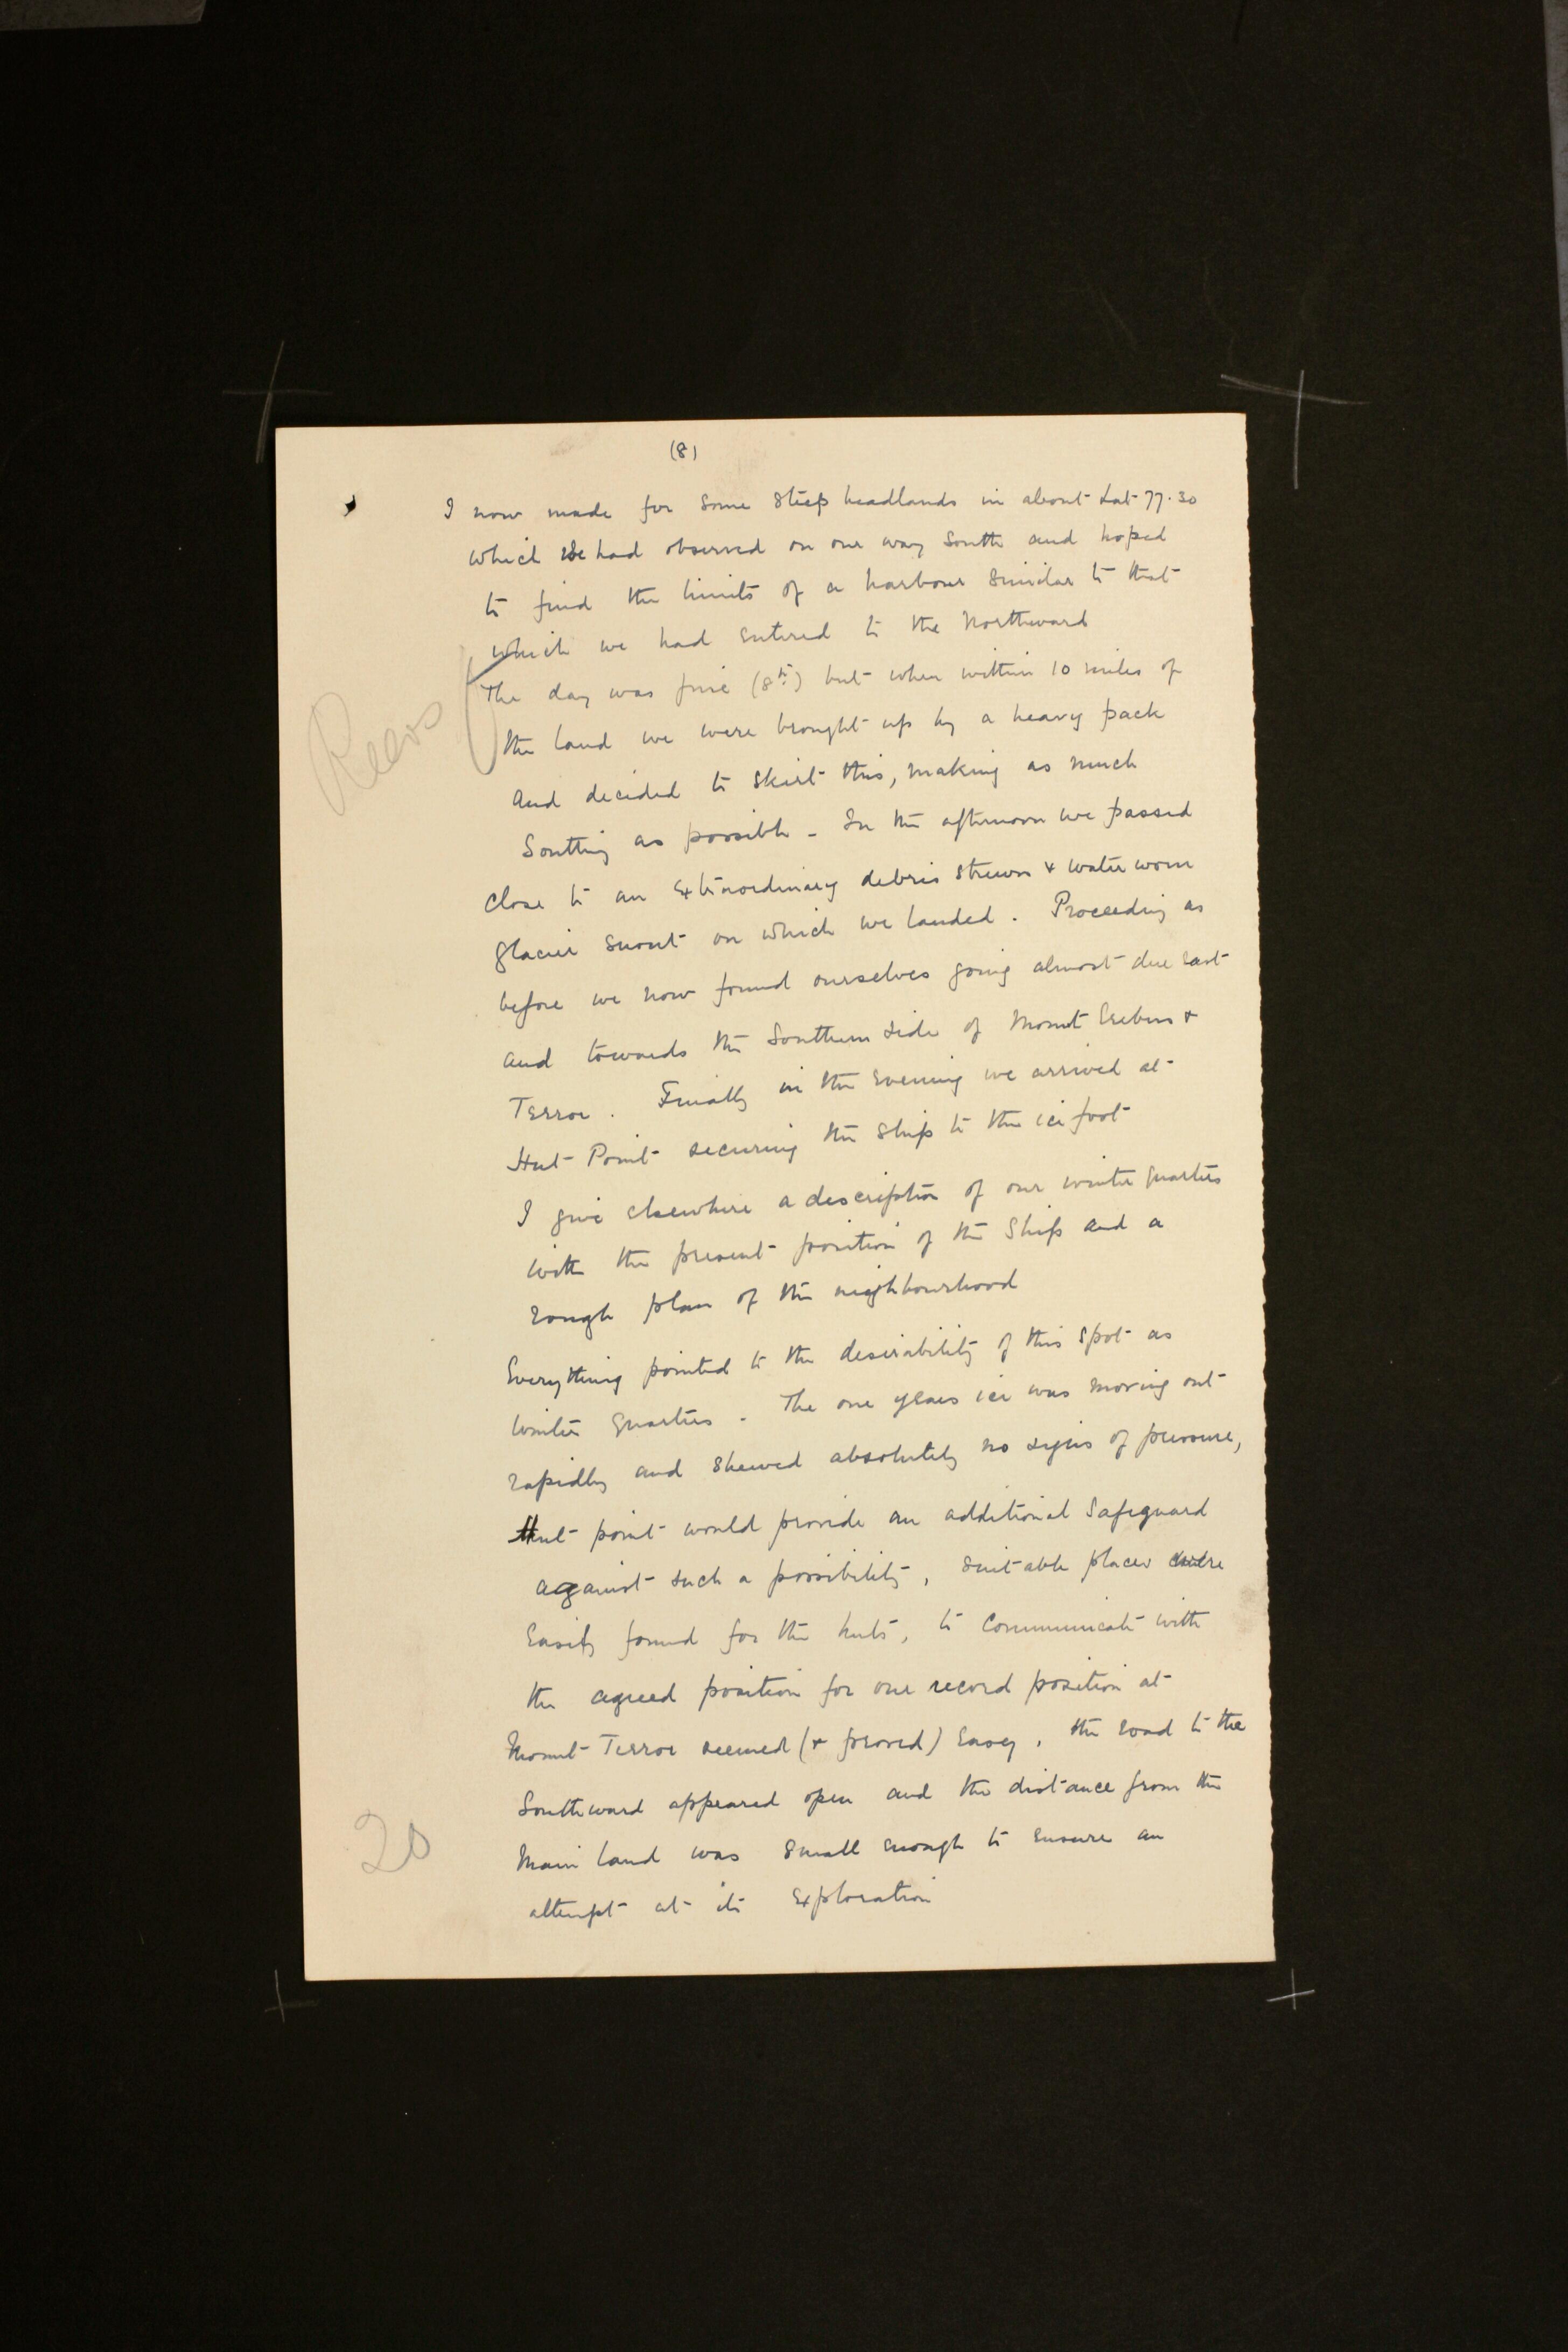 (8)
I now made for some steep headlands in about Lat 77.30
which we had observed on our way South and hoped
to find the limits of a harbour similar to that
which we had entered to the Northward
The day was fine (8th) but when within 10 miles of
the land we were brought up by a heavy pack
And decided to skirt this, making as much
Southing as possible - In the afternoon we passed
close to an extraordinary debris strewn & water worn
glacier snout on which we landed. Proceeding as
before we now found ourselves going almost due East
and towards the Southern side of Mount Erebus &
Terror. Finally in the evening we arrived at
Hut Point securing the ship to the ice foot
I give elsewhere a description of our winter quarters
with the present position of the Ship and a
rough plan of the neighbourhood
Everything pointed to the desirability of this spot as
Winter Quarters - The one years ice was moving out
rapidly and shewed absolutely no signs of pressure,
Hut point would provide an additional Safeguard
against such a possibility, suitable places were
Easily found for the huts, to Communicate with
the agreed position for our record position at
Mount Terror seemed (& proved) Easy, the road to the
Southward appeared open and the distance from the
Main land was small enough to ensure an
attempt at its Exploration
20